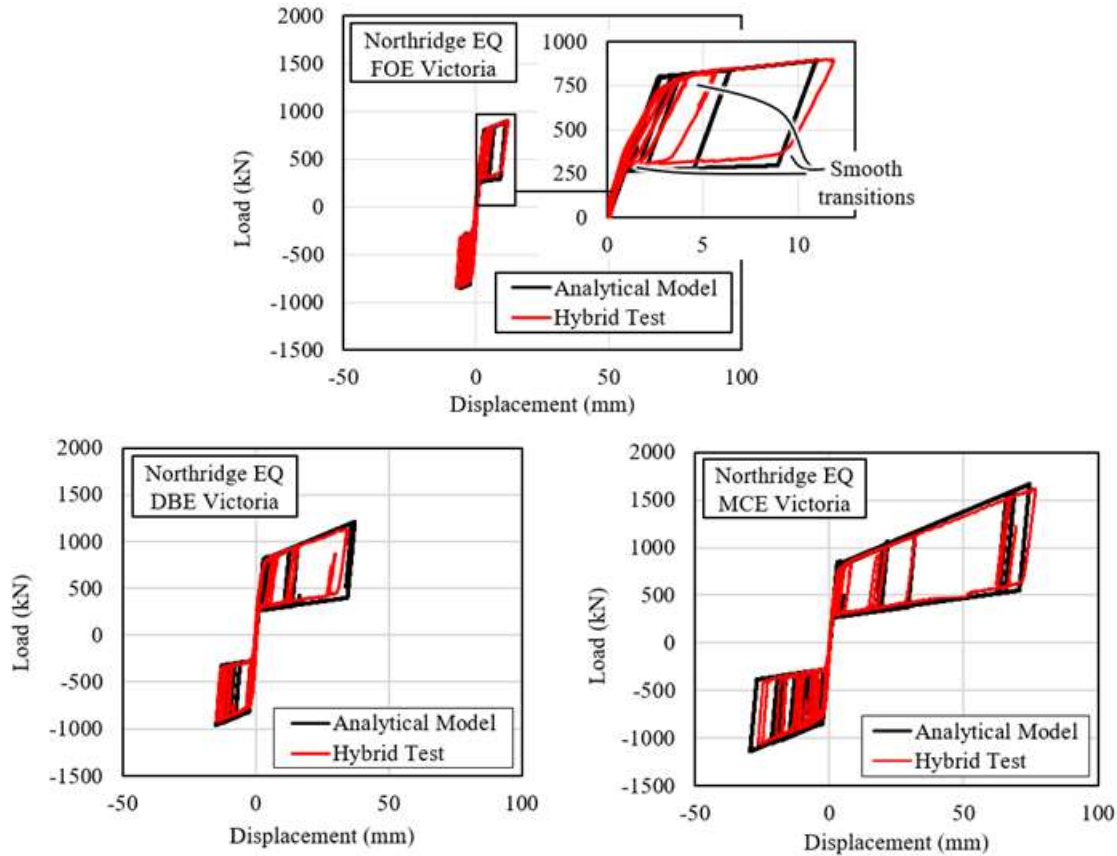 2000
1500
1000
500
0
-500
-1000
-1500
Load (kN)
Northridge EQ
FOE Victoria
1000
750
500
250
0
0 5 10
Smooth
transitions
Analytical Model
Hybrid Test
-50 0 50 100
Displacement (mm)
2000
1500
1000
500
0
-500
-1000
-1500
Load (kN)
Northridge EQ
DBE Victoria
Analytical Model
Hybrid Test
-50 0 50 100
Displacement (mm)
2000
1500
1000
500
0
-500
-1000
-1500
Load (kN)
Northridge EQ
MCE Victoria
Analytical Model
Hybrid Test
-50 0 50 100
Displacement (mm)